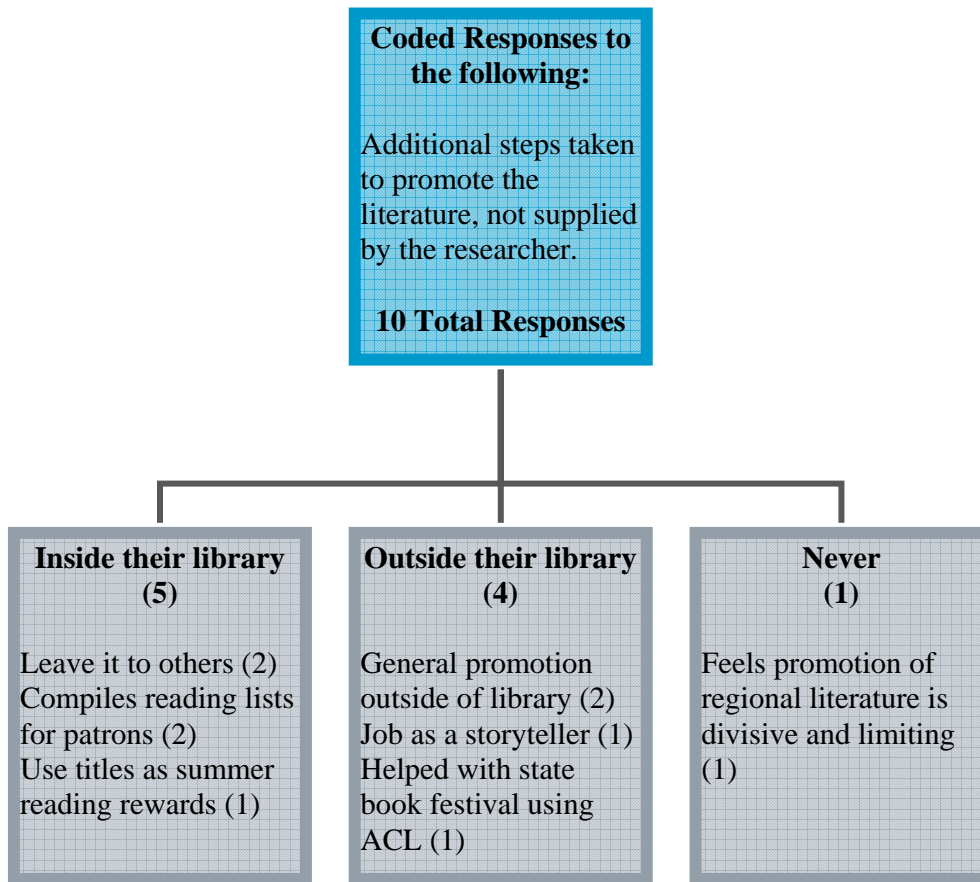 Coded Responses to
the following:
Additional steps taken
to promote the
literature, not supplied
by the researcher.
10 Total Responses
Inside their library
(5)
Leave it to others (2)
Compiles reading lists
for patrons (2)
Use titles as summer
reading rewards (1)
Outside their library
(4)
General promotion
outside of library (2)
Job as a storyteller (1)
Helped with state
book festival using
ACL (1)
Never
(1)
Feels promotion of
regional literature is
divisive and limiting
(1)